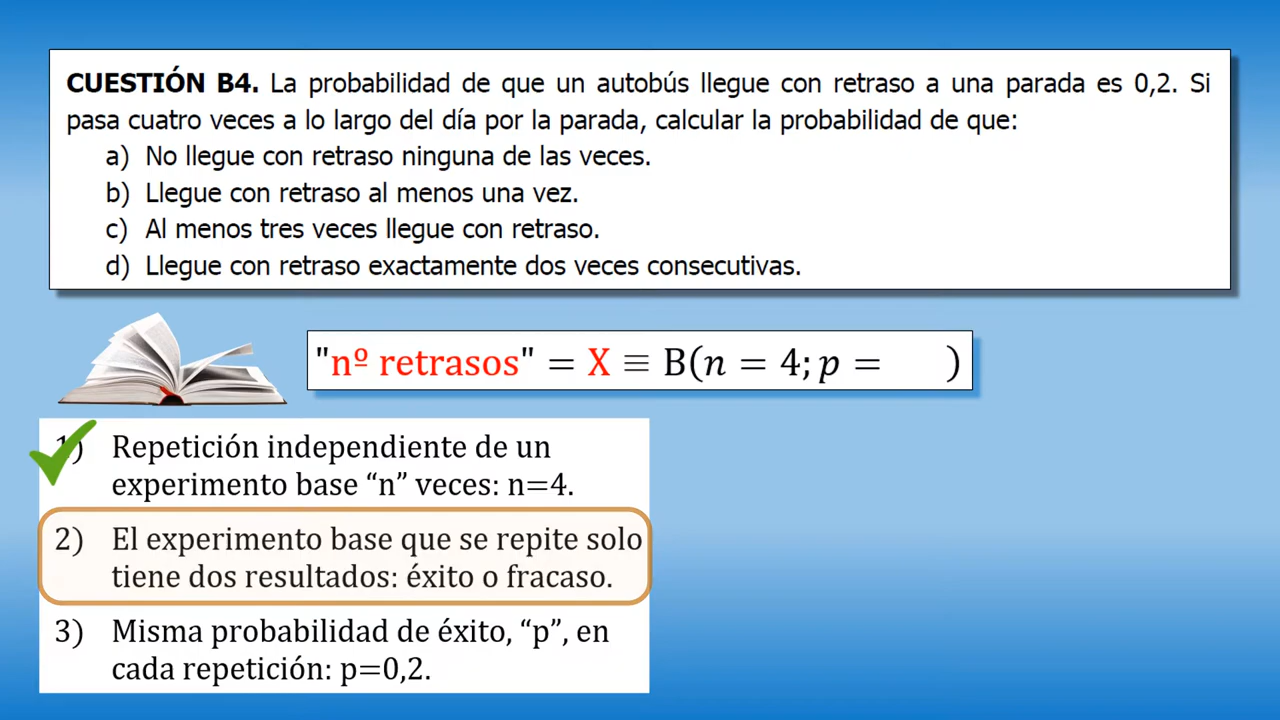 CUESTIÓN B4. La probabilidad de que un autobús llegue con retraso a una parada es 0,2. Si
pasa cuatro veces a lo largo del día por la parada, calcular la probabilidad de que:
a) No llegue con retraso ninguna de las veces.
b) Llegue con retraso al menos una vez.
c) Al menos tres veces llegue con retraso.
d) Llegue con retraso exactamente dos veces consecutivas.
"nº retrasos" = X ≡ B(n = 4; p = )
1) Repetición independiente de un
experimento base “n” veces: n=4.
2) El experimento base que se repite solo
tiene dos resultados: éxito o fracaso.
3) Misma probabilidad de éxito, “p”, en
cada repetición: p=0,2.